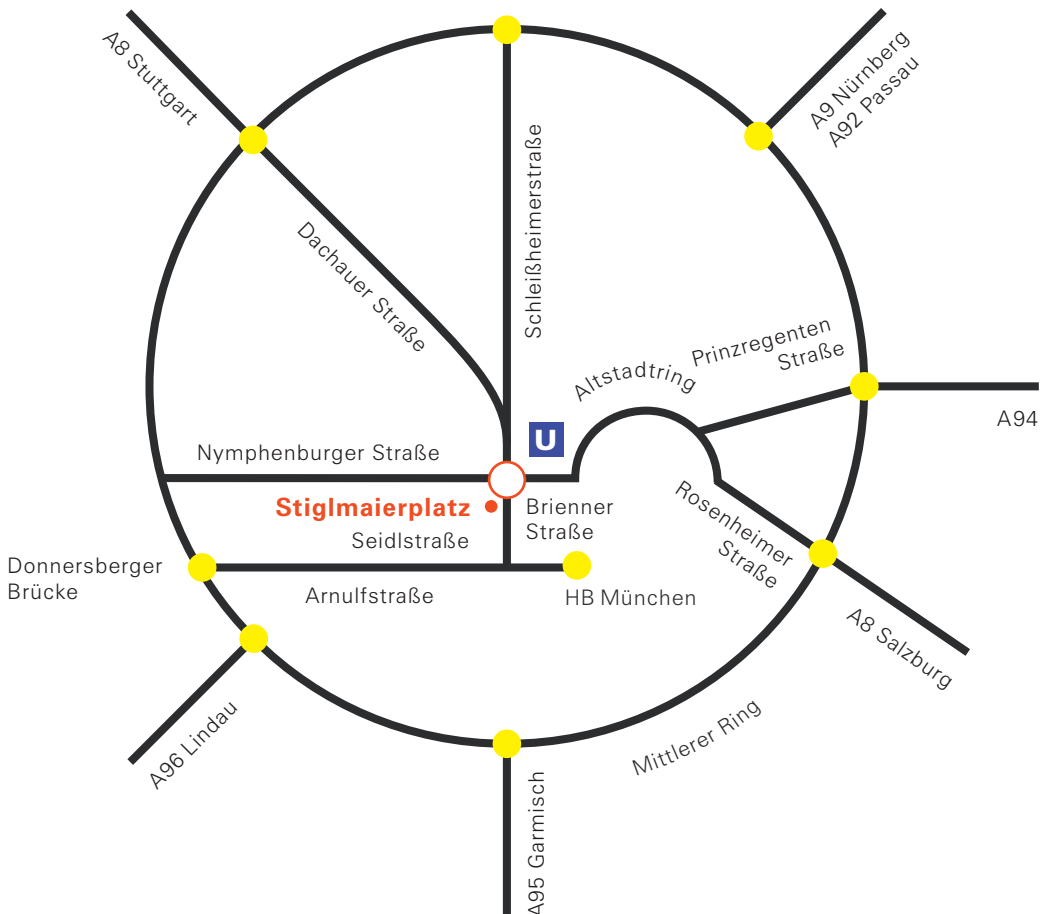 A8 Stuttgart
A9 Nürnberg
A92 Passau
Schleißheimerstraße
Dachauer Straße
Prinzregenten
Straße
Altstadtring
A94
U
Nymphenburger Straße
Stiglmaierplatz
Brienner
Straße
Seidlstraße
Rosenheimer
Straße
Donnersberger
Brücke
Arnulfstraße
HB München
A8 Salzburg
A96 Lindau
Mittlerer Ring
A95 Garmisch